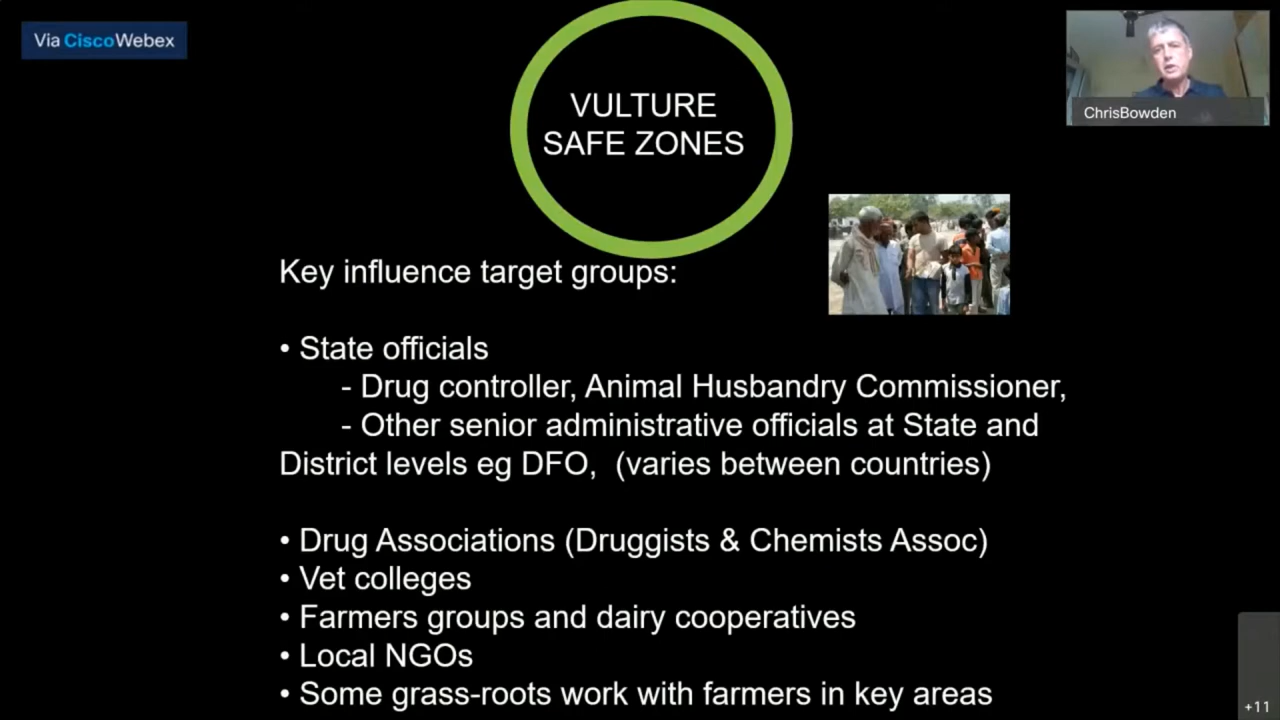 Via CiscoWebex
VULTURE
SAFE ZONES
ChrisBowden
Key influence target groups:
• State officials
- Drug controller, Animal Husbandry Commissioner,
- Other senior administrative officials at State and
District levels eg DFO,  (varies between countries)
• Drug Associations (Druggists & Chemists Assoc)
• Vet colleges
• Farmers groups and dairy cooperatives
• Local NGOs
• Some grass-roots work with farmers in key areas
+11